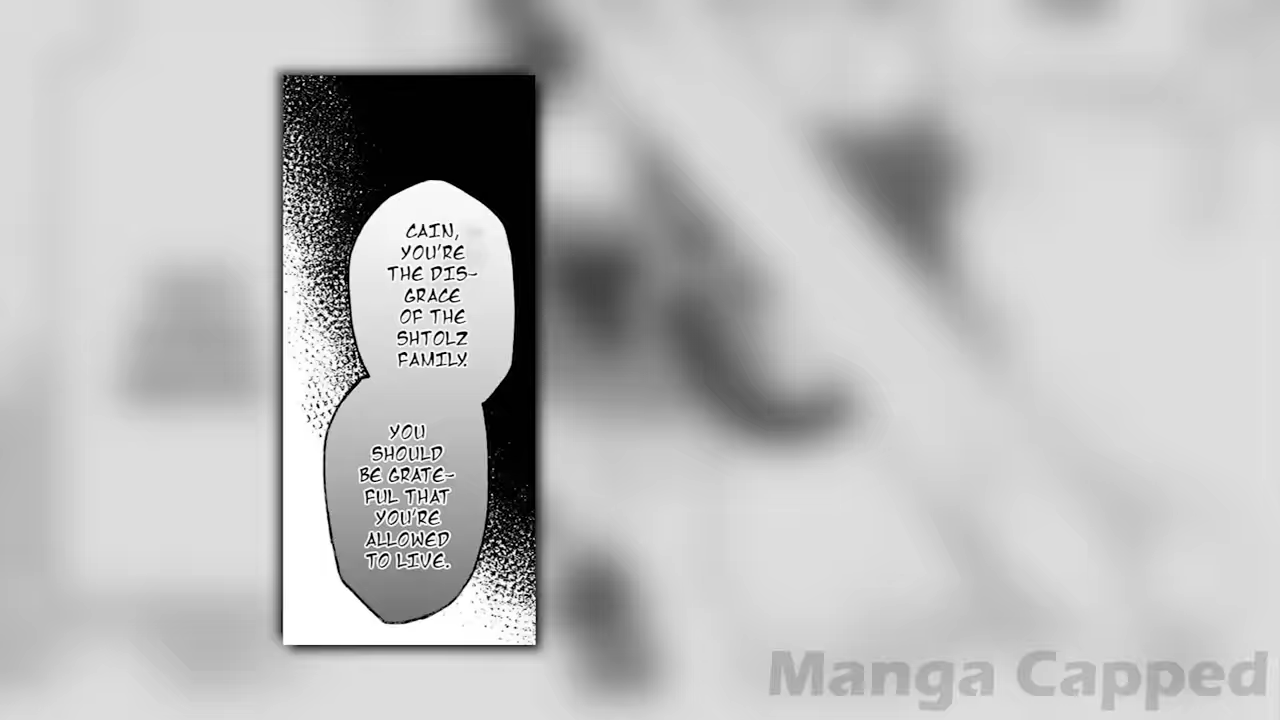 CAIN,
YOU'RE
THE DIS-
GRACE
OF THE
SHTOLZ
FAMILY.
YOU
SHOULD
BE GRATE-
FUL THAT
YOU'RE
ALLOWED
TO LIVE.
Manga Capped